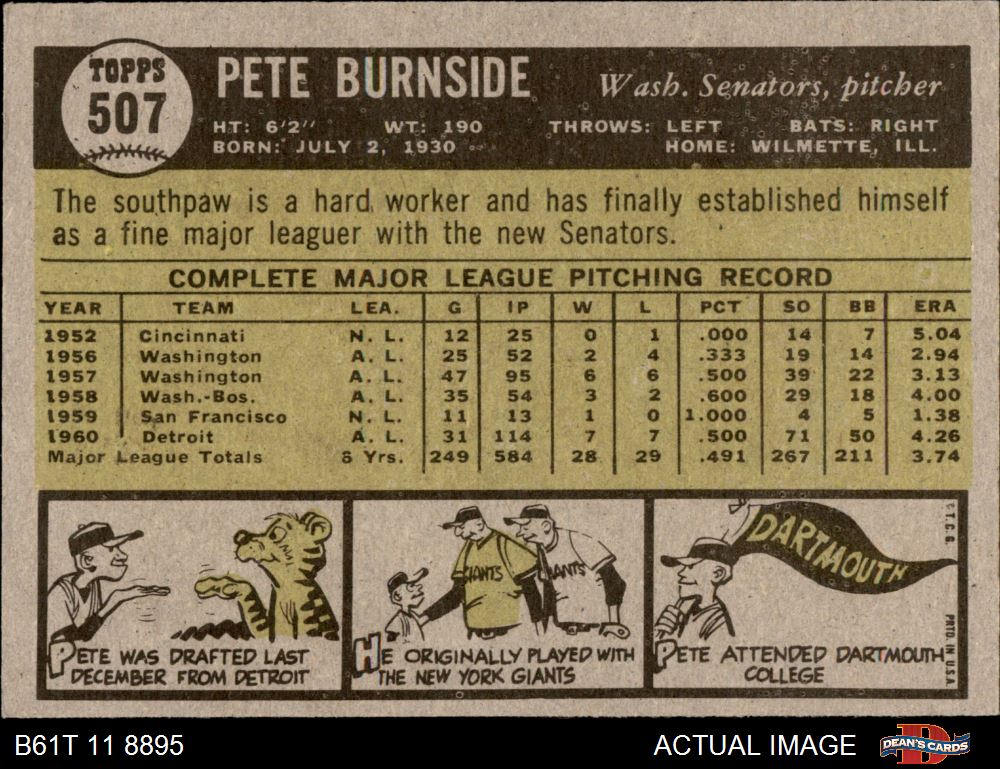 TOPPS
507
PETE BURNSIDE
Wash. Senators, pitcher
HT: 6'2" WT: 190 THROWS: LEFT BATS: RIGHT
BORN: JULY 2, 1930 HOME: WILMETTE, ILL.
The southpaw is a hard worker and has finally established himself
as a fine major leaguer with the new Senators.
COMPLETE MAJOR LEAGUE PITCHING RECORD
YEAR TEAM LEA. G IP W L PCT SO BB ERA
1952 Cincinnati N. L. 12 25 0 1 .000 14 7 5.04
1956 Washington A. L. 25 52 2 4 .333 19 14 2.94
1957 Washington A. L. 47 95 6 6 .500 39 22 3.13
1958 Wash.-Bos. A. L. 35 54 3 2 .600 29 18 4.00
1959 San Francisco N. L. 11 13 1 0 1.000 4 5 1.38
1960 Detroit A. L. 31 114 7 7 .500 71 50 4.26
Major League Totals 8 Yrs. 249 584 28 29 .491 267 211 3.74
PETE WAS DRAFTED LAST
DECEMBER FROM DETROIT
GIANTS
GIANTS
HE ORIGINALLY PLAYED WITH
THE NEW YORK GIANTS
DARTMOUTH
PETE ATTENDED DARTMOUTH
COLLEGE
©T.C.G.
PRTD. IN U.S.A.
B61T 11 8895
ACTUAL IMAGE
DEAN'S CARDS